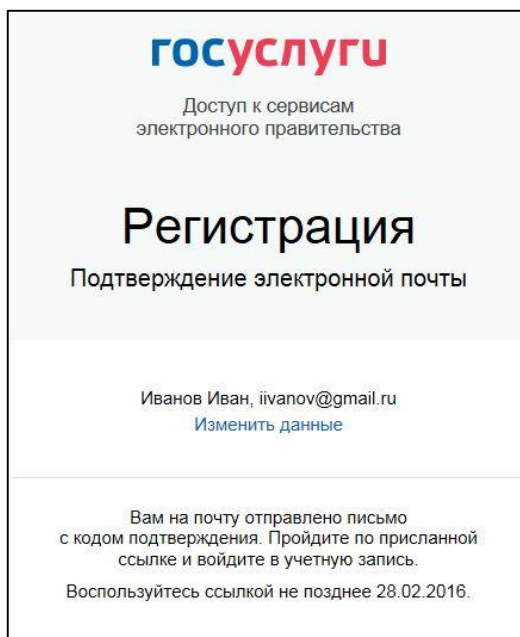 госуслуги
Доступ к сервисам
электронного правительства
Регистрация
Подтверждение электронной почты
Иванов Иван, iivanov@gmail.ru
Изменить данные
Вам на почту отправлено письмо
с кодом подтверждения. Пройдите по присланной
ссылке и войдите в учетную запись.
Воспользуйтесь ссылкой не позднее 28.02.2016.